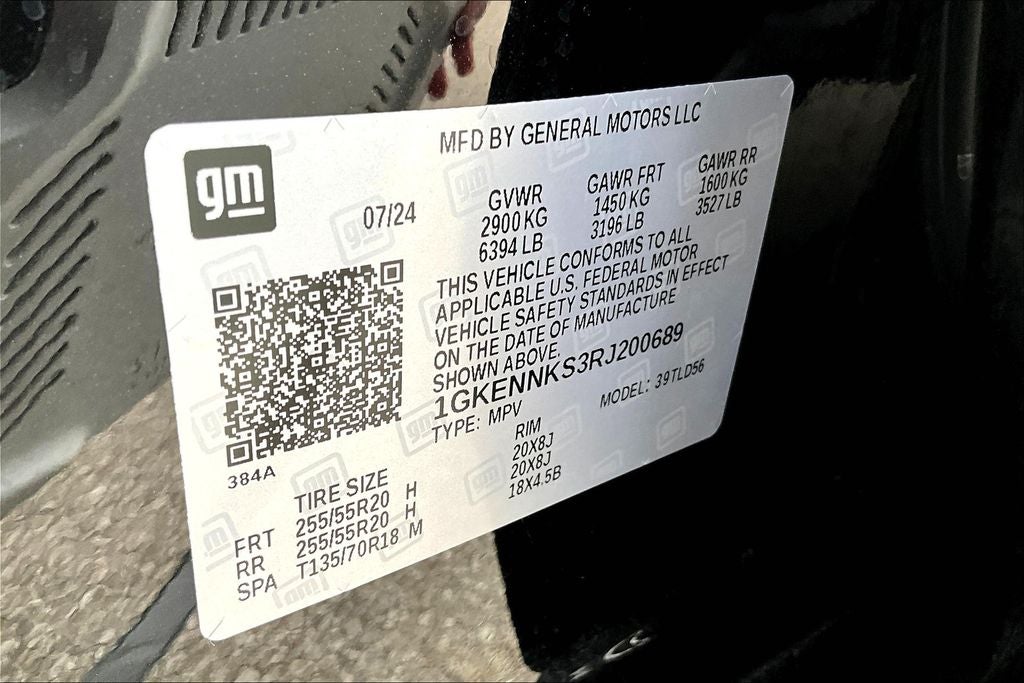 MFD BY GENERAL MOTORS LLC
gm
07/24
GVWR GAWR FRT GAWR RR
2900 KG 1450 KG 1600 KG
6394 LB 3196 LB 3527 LB
THIS VEHICLE CONFORMS TO ALL
APPLICABLE U.S. FEDERAL MOTOR
VEHICLE SAFETY STANDARDS IN EFFECT
ON THE DATE OF MANUFACTURE
SHOWN ABOVE.
1GKENNKS3RJ200689
TYPE: MPV MODEL: 39TLD56
384A
TIRE SIZE RIM
FRT 255/55R20 H 20X8J
RR 255/55R20 H 20X8J
SPA T135/70R18 M 18X4.5B